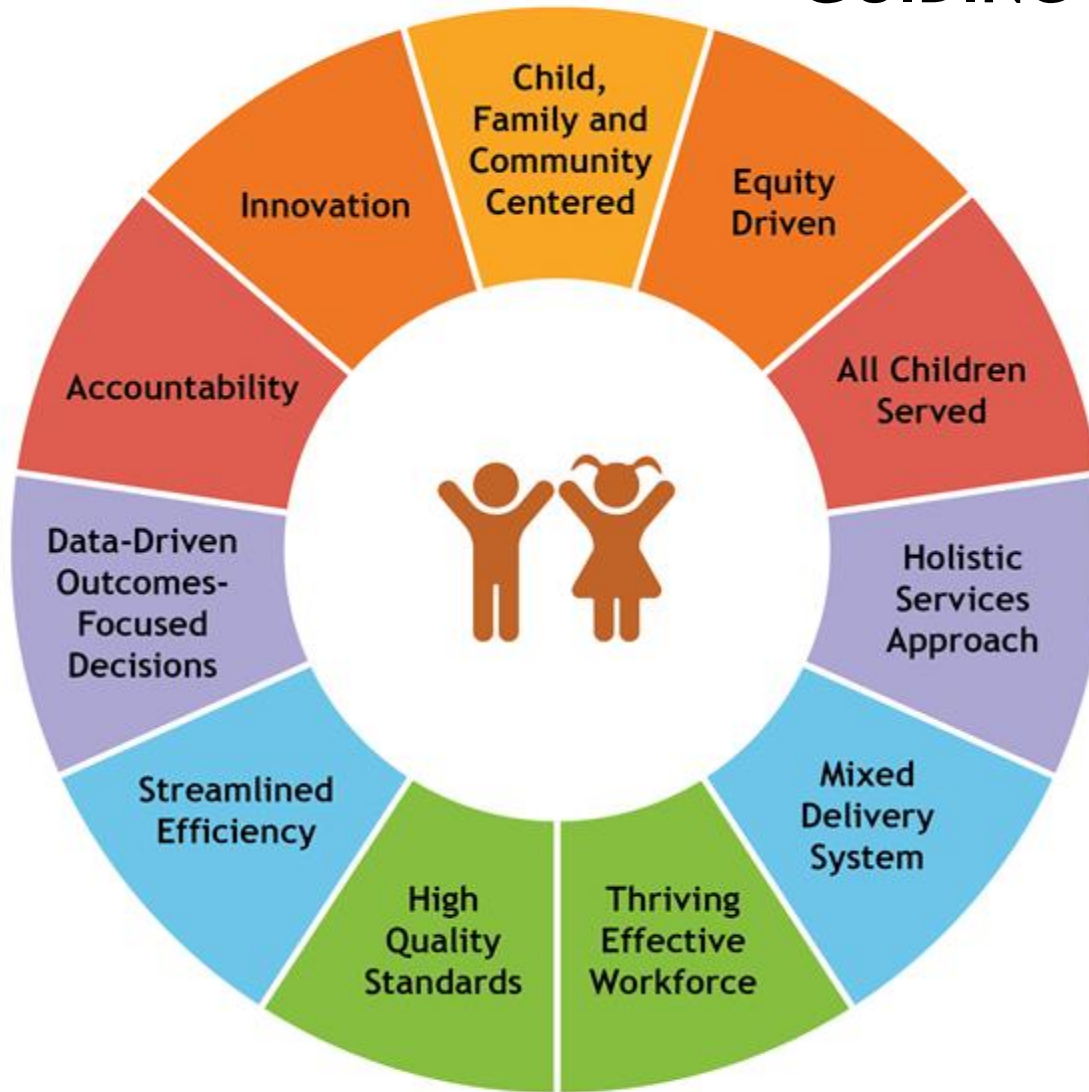 GUIDING
Child,
Family and
Community
Centered
Equity
Driven
All Children
Served
Holistic
Services
Approach
Mixed
Delivery
System
Thriving
Effective
Workforce
High
Quality
Standards
Streamlined
Efficiency
Data-Driven
Outcomes-
Focused
Decisions
Accountability
Innovation